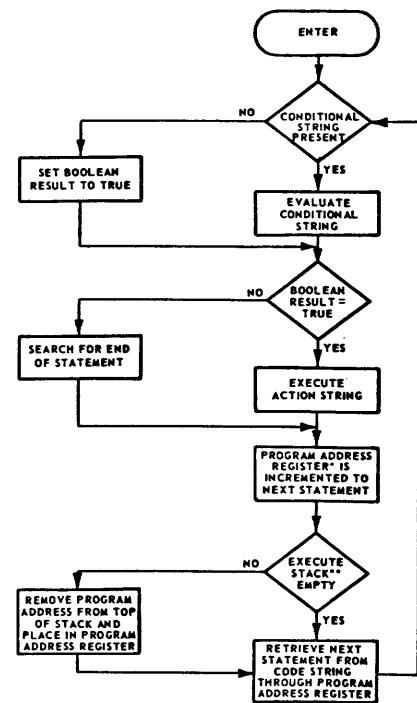 ENTER
CONDITIONAL
STRING
PRESENT
NO
YES
SET BOOLEAN
RESULT TO TRUE
EVALUATE
CONDITIONAL
STRING
BOOLEAN
RESULT =
TRUE
NO
YES
SEARCH FOR END
OF STATEMENT
EXECUTE
ACTION STRING
PROGRAM ADDRESS
REGISTER* IS
INCREMENTED TO
NEXT STATEMENT
EXECUTE
STACK**
EMPTY
NO
YES
REMOVE PROGRAM
ADDRESS FROM TOP
OF STACK AND
PLACE IN PROGRAM
ADDRESS REGISTER
RETRIEVE NEXT
STATEMENT FROM
CODE STRING
THROUGH PROGRAM
ADDRESS REGISTER